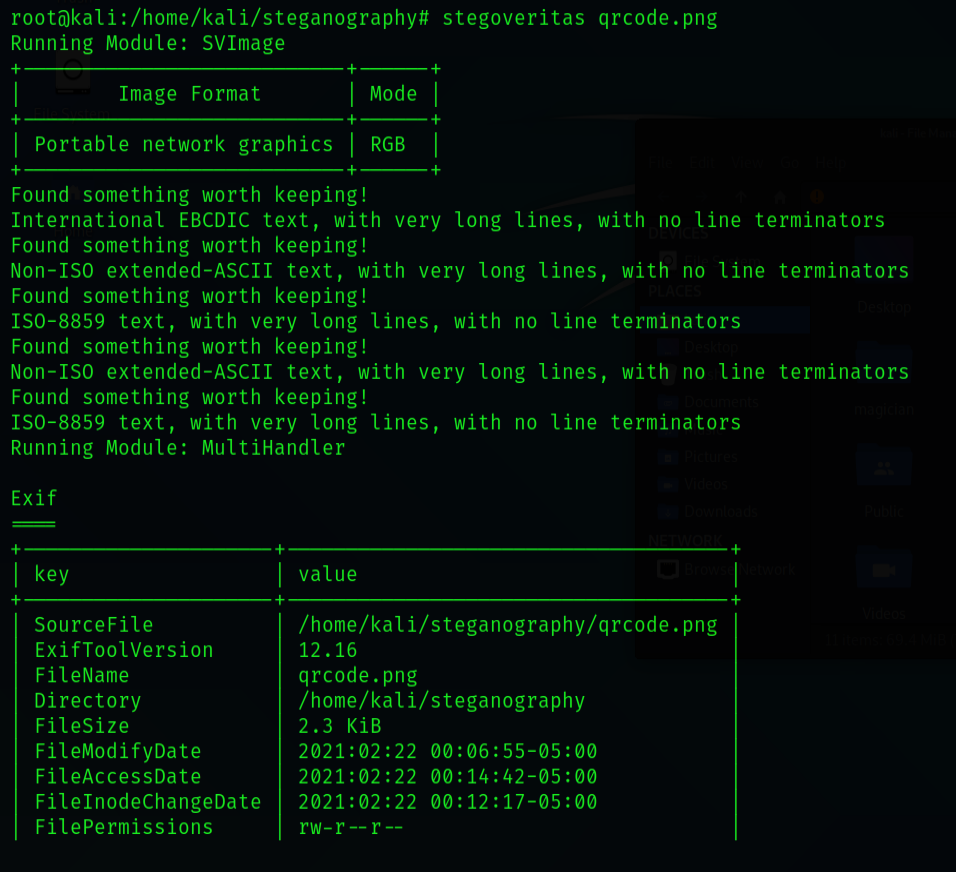 root@kali:/home/kali/steganography# stegoveritas qrcode.png
Running Module: SVImage
+---------------------------+------+
|        Image Format       | Mode |
+---------------------------+------+
| Portable network graphics | RGB  |
+---------------------------+------+
Found something worth keeping!
International EBCDIC text, with very long lines, with no line terminators
Found something worth keeping!
Non-ISO extended-ASCII text, with very long lines, with no line terminators
Found something worth keeping!
ISO-8859 text, with very long lines, with no line terminators
Found something worth keeping!
Non-ISO extended-ASCII text, with very long lines, with no line terminators
Found something worth keeping!
ISO-8859 text, with very long lines, with no line terminators
Running Module: MultiHandler
Exif
====
+---------------------+-------------------------------------+
| key                 | value                               |
+---------------------+-------------------------------------+
| SourceFile          | /home/kali/steganography/qrcode.png |
| ExifToolVersion     | 12.16                               |
| FileName            | qrcode.png                          |
| Directory           | /home/kali/steganography            |
| FileSize            | 2.3 KiB                             |
| FileModifyDate      | 2021:02:22 00:06:55-05:00           |
| FileAccessDate      | 2021:02:22 00:14:42-05:00           |
| FileInodeChangeDate | 2021:02:22 00:12:17-05:00           |
| FilePermissions     | rw-r--r--                           |
File Edit View Go Help
DEVICES
PLACES
Desktop
Documents
Pictures
Videos
Downloads
NETWORK
Browse Network
Desktop
magician
Public
Videos